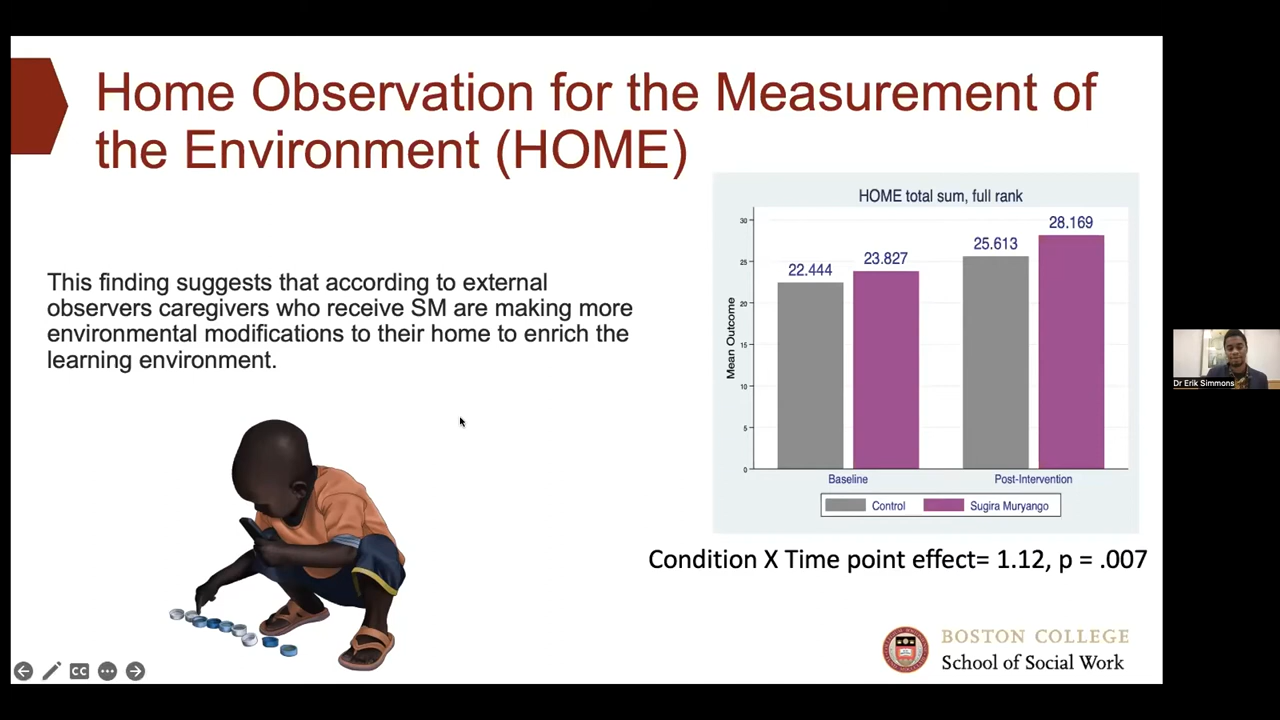 Home Observation for the Measurement of
the Environment (HOME)
This finding suggests that according to external
observers caregivers who receive SM are making more
environmental modifications to their home to enrich the
learning environment.
HOME total sum, full rank
Mean Outcome
30
25
20
15
10
5
0
22.444
23.827
25.613
28.169
Baseline
Post-Intervention
Control
Sugira Muryango
Condition X Time point effect= 1.12, p = .007
BOSTON COLLEGE
School of Social Work
CC
Dr Erik Simmons